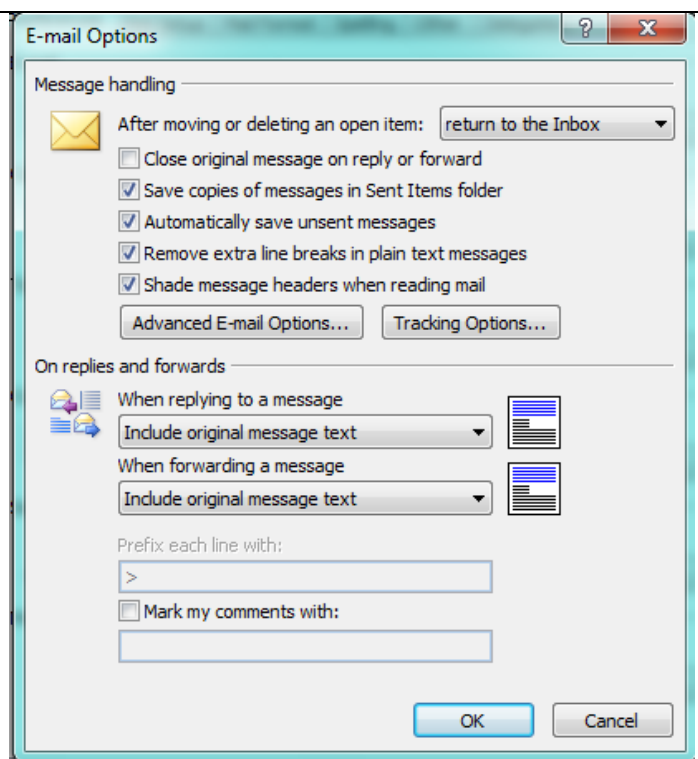 E-mail Options
?
X
Message handling
After moving or deleting an open item: return to the Inbox
Close original message on reply or forward
Save copies of messages in Sent Items folder
Automatically save unsent messages
Remove extra line breaks in plain text messages
Shade message headers when reading mail
Advanced E-mail Options... Tracking Options...
On replies and forwards
When replying to a message
Include original message text
When forwarding a message
Include original message text
Prefix each line with:
>
Mark my comments with:
OK Cancel